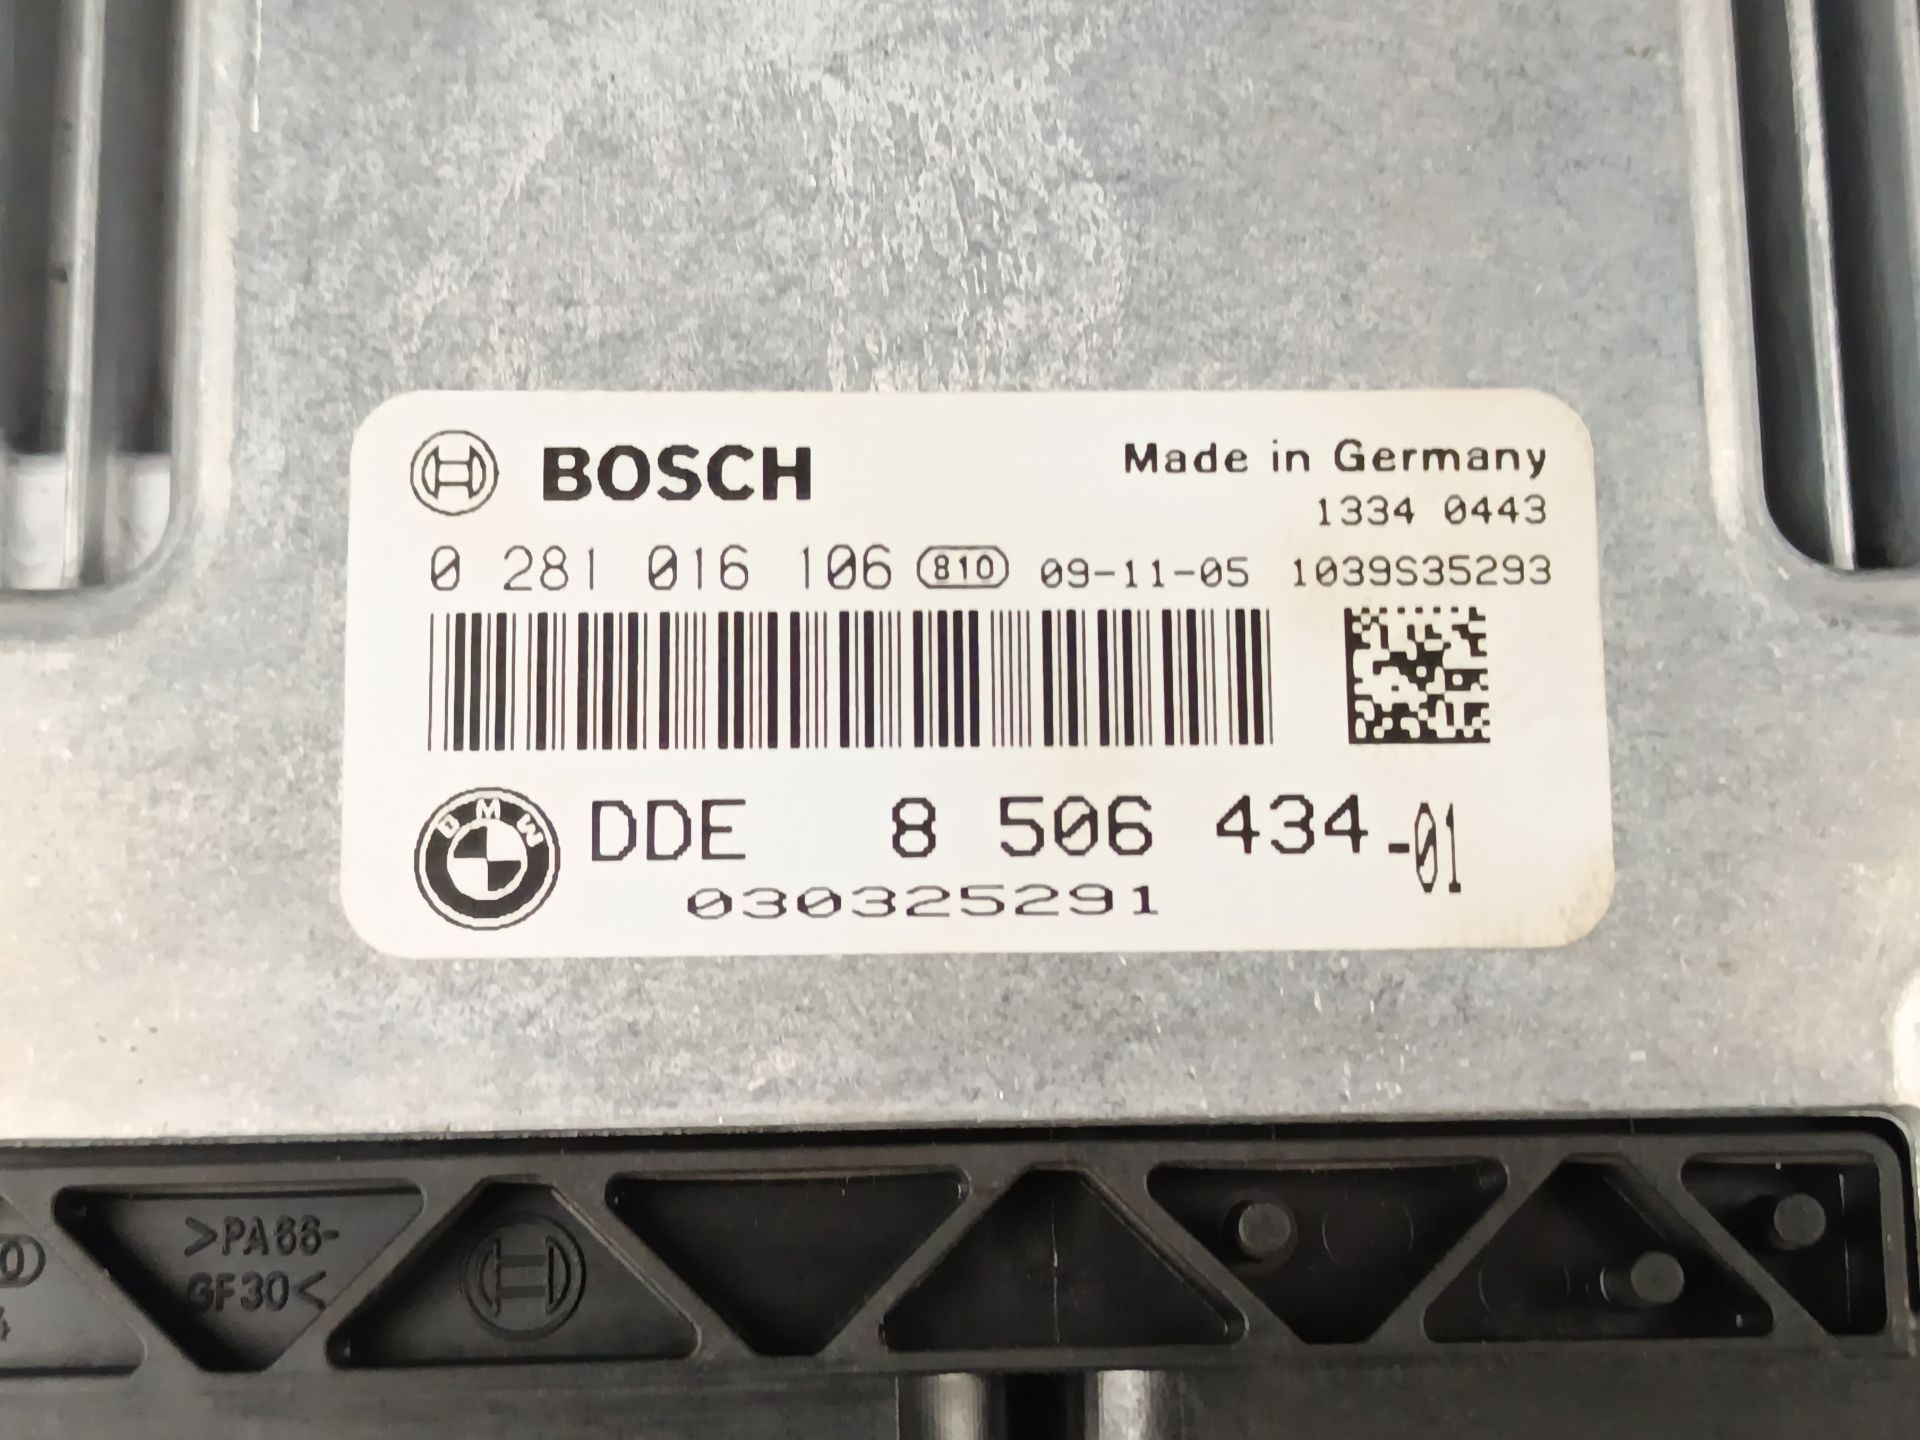 BOSCH
Made in Germany
1334 0443
0 281 016 106 810 09-11-05 1039S35293
BMW
DDE 8 506 434-01
030325291
>PA66-
GF30<